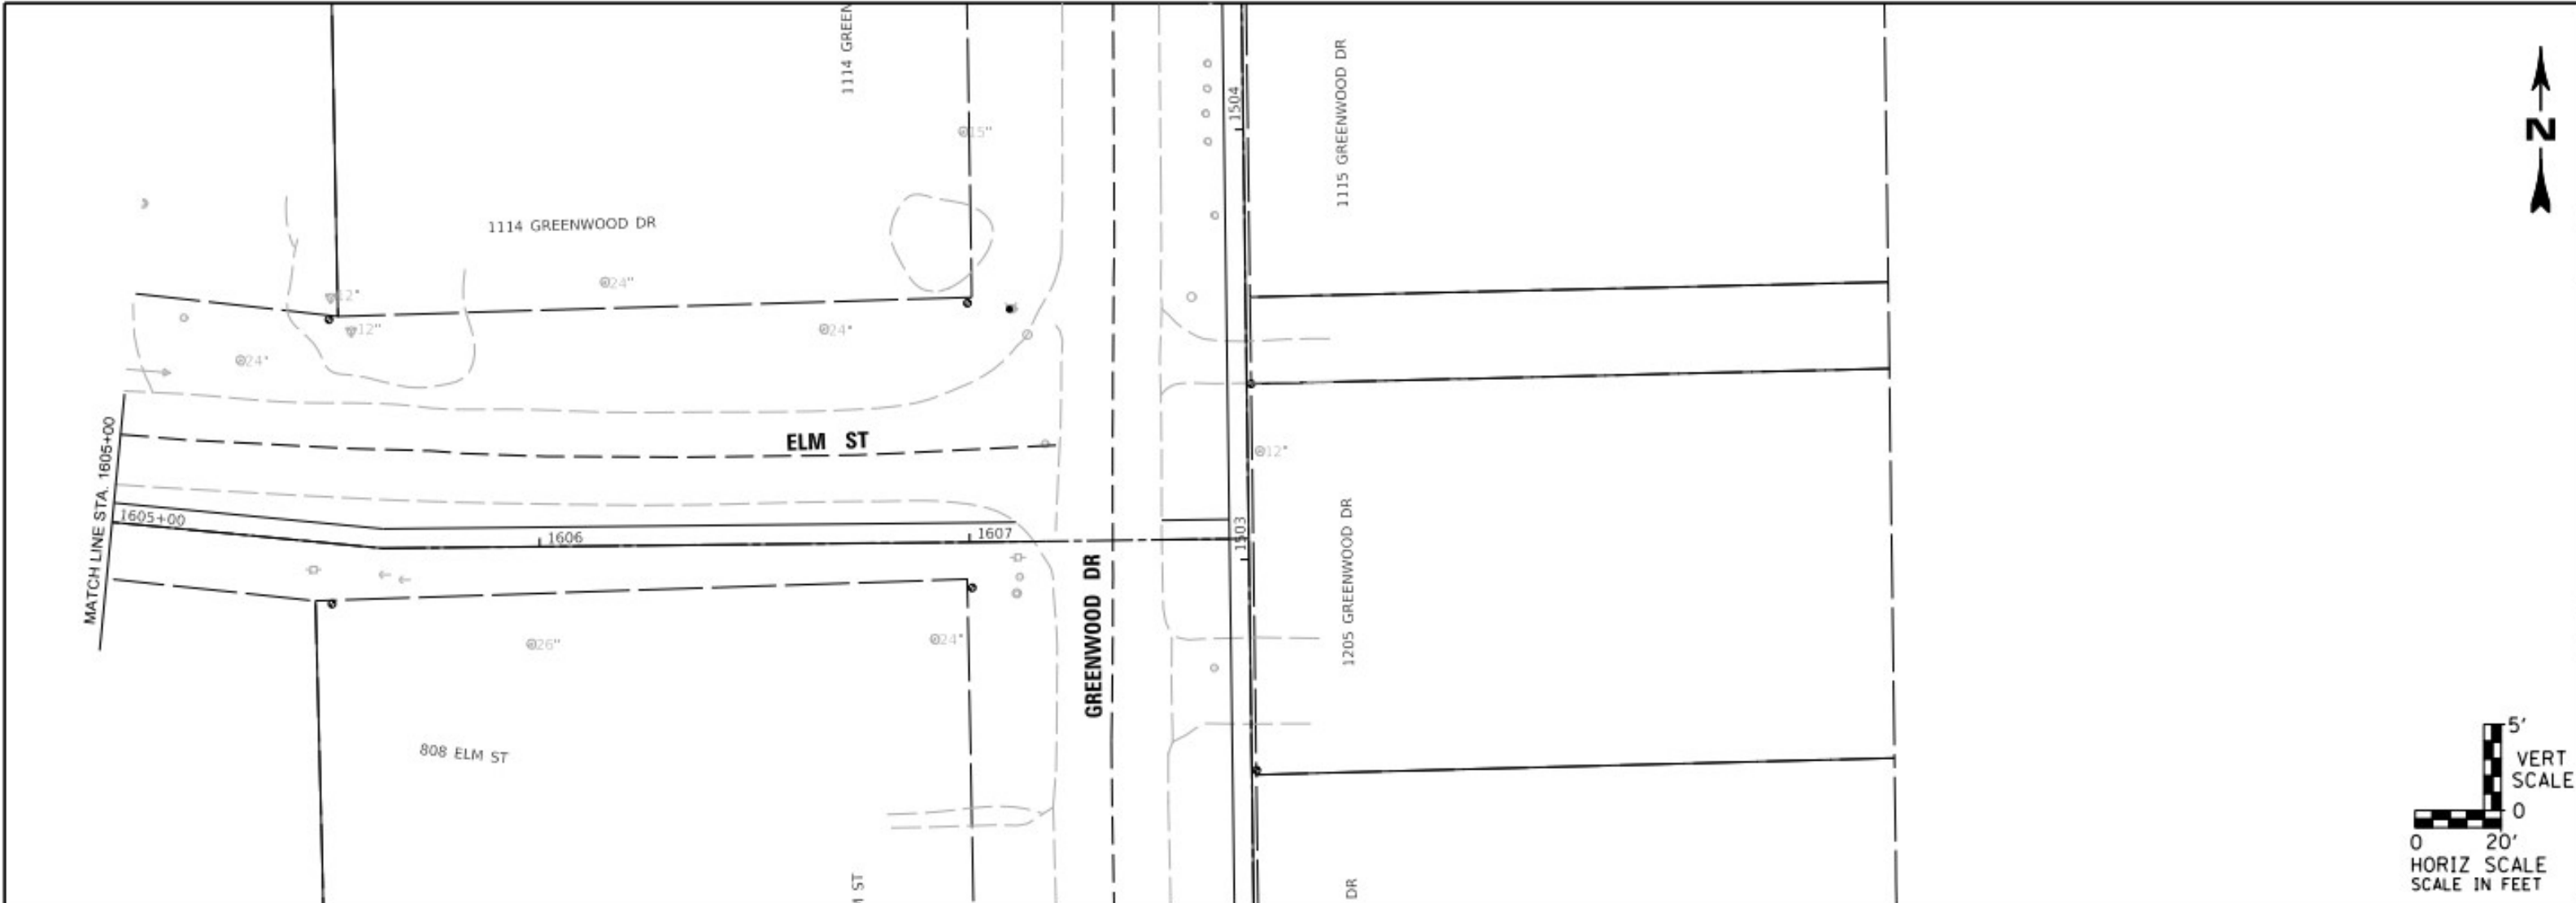 1114 GREEN
1504
1115 GREENWOOD DR
N
15"
1114 GREENWOOD DR
24"
12"
12"
24"
24"
ELM ST
12"
MATCH LINE STA. 1605+00
1605+00
1606
1607
1503
1205 GREENWOOD DR
GREENWOOD DR
26"
24"
808 ELM ST
5'
VERT
SCALE
0
0 20'
HORIZ SCALE
SCALE IN FEET
ST
DR